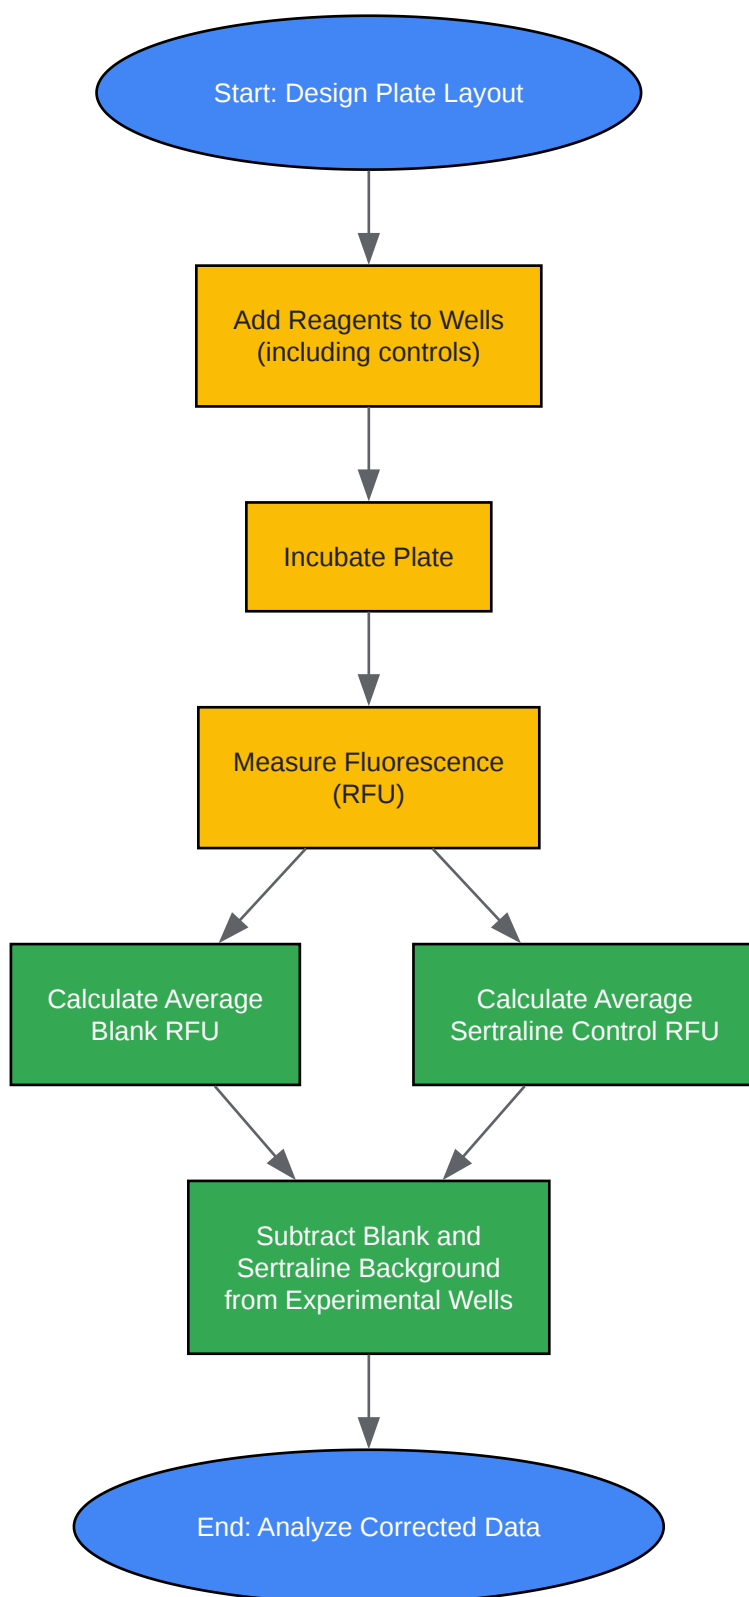 Start: Design Plate Layout
Add Reagents to Wells
(including controls)
Incubate Plate
Measure Fluorescence
(RFU)
Calculate Average
Blank RFU
Calculate Average
Sertraline Control RFU
Subtract Blank and
Sertraline Background
from Experimental Wells
End: Analyze Corrected Data